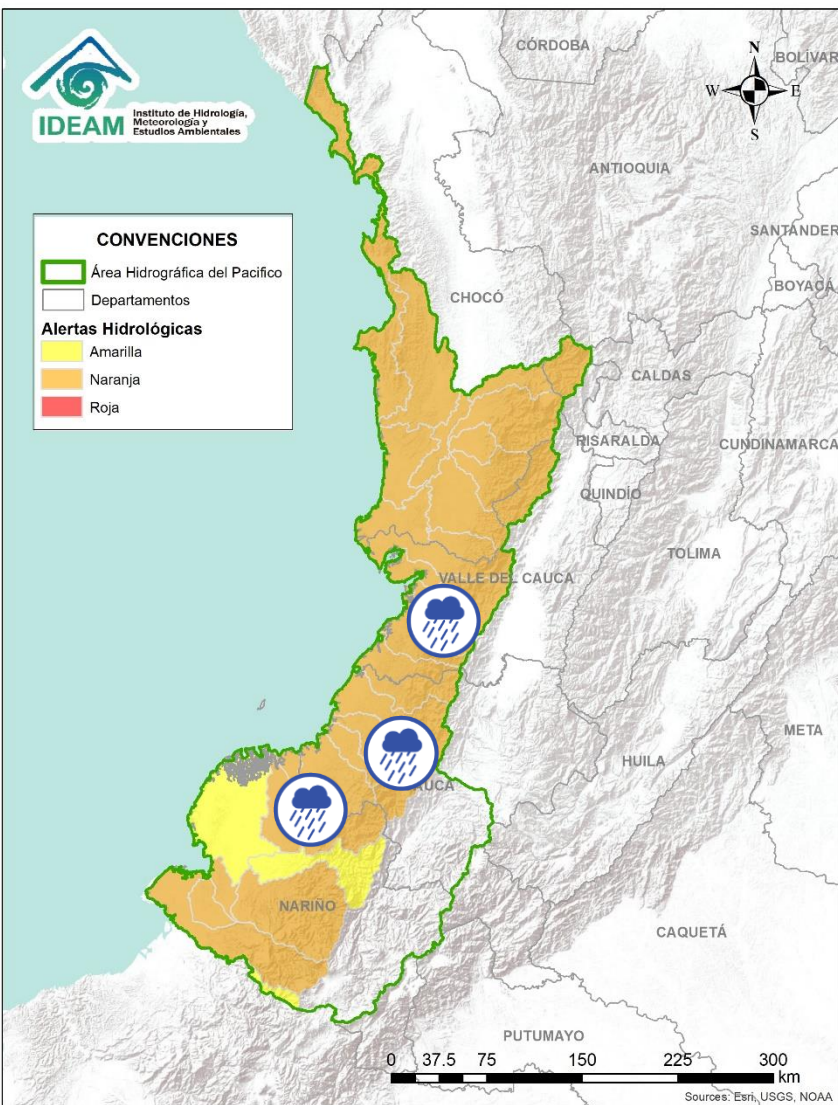 IDEAM
Instituto de Hidrología,
Meteorología y
Estudios Ambientales
N
W
E
S
CÓRDOBA
BOLÍVAR
ANTIOQUIA
SANTANDER
BOYACÁ
CHOCÓ
CALDAS
RISARALDA
CUNDINAMARCA
QUINDÍO
TOLIMA
VALLE DEL CAUCA
META
HUILA
AUCA
NARIÑO
CAQUETÁ
PUTUMAYO
CONVENCIONES
Área Hidrográfica del Pacifico
Departamentos
Alertas Hidrológicas
Amarilla
Naranja
Roja
0 37.5 75 150 225 300
km
Sources: Esri, USGS, NOAA